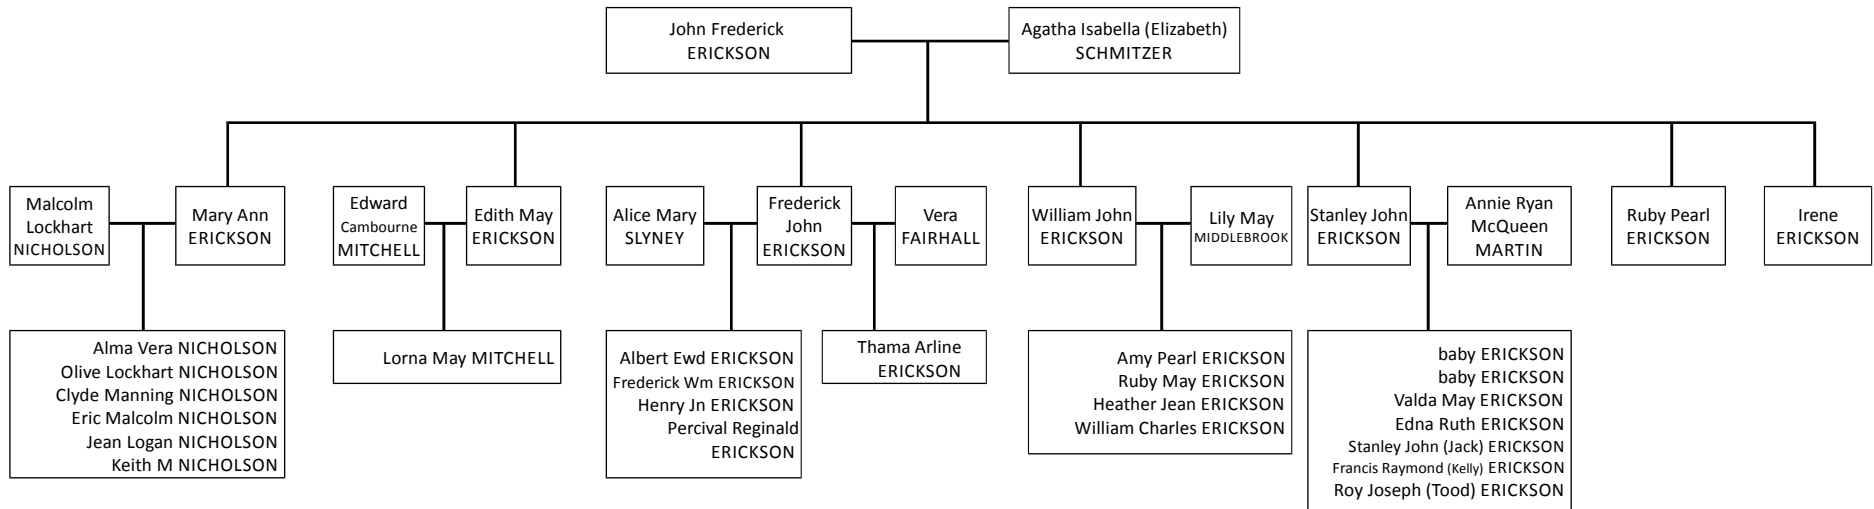 John Frederick
ERICKSON
Agatha Isabella (Elizabeth)
SCHMITZER
Malcolm
Lockhart
NICHOLSON
Mary Ann
ERICKSON
Edward
Cambourne
MITCHELL
Edith May
ERICKSON
Alice Mary
SLYNEY
Frederick
John
ERICKSON
Vera
FAIRHALL
William John
ERICKSON
Lily May
MIDDLEBROOK
Stanley John
ERICKSON
Annie Ryan
McQueen
MARTIN
Ruby Pearl
ERICKSON
Irene
ERICKSON
Alma Vera NICHOLSON
Olive Lockhart NICHOLSON
Clyde Manning NICHOLSON
Eric Malcolm NICHOLSON
Jean Logan NICHOLSON
Keith M NICHOLSON
Lorna May MITCHELL
Albert Ewd ERICKSON
Frederick Wm ERICKSON
Henry Jn ERICKSON
Percival Reginald
ERICKSON
Thama Arline
ERICKSON
Amy Pearl ERICKSON
Ruby May ERICKSON
Heather Jean ERICKSON
William Charles ERICKSON
baby ERICKSON
baby ERICKSON
Valda May ERICKSON
Edna Ruth ERICKSON
Stanley John (Jack) ERICKSON
Francis Raymond (Kelly) ERICKSON
Roy Joseph (Tood) ERICKSON